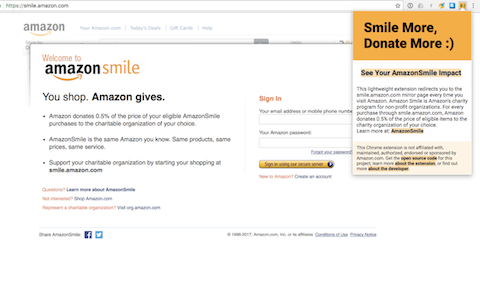 https://smile.amazon.com
amazon
Your Amazon.com
Today's Deals
Gift Cards
Help
Welcome to
amazonsmile
You shop. Amazon gives.
Amazon donates 0.5% of the price of your eligible AmazonSmile
purchases to the charitable organization of your choice.
AmazonSmile is the same Amazon you know. Same products, same
prices, same service.
Support your charitable organization by starting your shopping at
smile.amazon.com
Questions? Learn more about AmazonSmile
Not interested? Shop Amazon.com
Represent a charitable organization? Visit org.amazon.com
Sign In
Your email address or mobile phone number:
Your Amazon password:
Forgot your password?
Sign in using our secure server
New to Amazon? Create an account
Share AmazonSmile:
© 1996-2017, Amazon.com, Inc. or its affiliates Conditions of Use Privacy Notice
Smile More,
Donate More :)
See Your AmazonSmile Impact
This lightweight extension redirects you to the
smile.amazon.com mirror page every time you
visit Amazon. Amazon Smile is Amazon's charity
program for non-profit organizations. For every
purchase through smile.amazon.com, Amazon
donates 0.5% of the price of eligible items to the
charity organization of your choice.
Learn more at: AmazonSmile
This Chrome extension is not affiliated with,
maintained, authorized, endorsed or sponsored by
Amazon.com. Get the open source code for this
project, learn more about the extension, or find out
more about the developer.